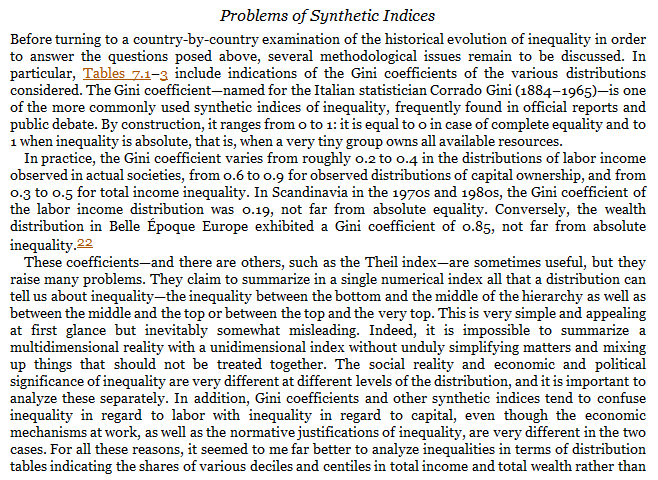 Problems of Synthetic Indices
Before turning to a country-by-country examination of the historical evolution of inequality in order
to answer the questions posed above, several methodological issues remain to be discussed. In
particular, Tables 7.1–3 include indications of the Gini coefficients of the various distributions
considered. The Gini coefficient—named for the Italian statistician Corrado Gini (1884–1965)—is one
of the more commonly used synthetic indices of inequality, frequently found in official reports and
public debate. By construction, it ranges from 0 to 1: it is equal to 0 in case of complete equality and to
1 when inequality is absolute, that is, when a very tiny group owns all available resources.
In practice, the Gini coefficient varies from roughly 0.2 to 0.4 in the distributions of labor income
observed in actual societies, from 0.6 to 0.9 for observed distributions of capital ownership, and from
0.3 to 0.5 for total income inequality. In Scandinavia in the 1970s and 1980s, the Gini coefficient of
the labor income distribution was 0.19, not far from absolute equality. Conversely, the wealth
distribution in Belle Époque Europe exhibited a Gini coefficient of 0.85, not far from absolute
inequality.22
These coefficients—and there are others, such as the Theil index—are sometimes useful, but they
raise many problems. They claim to summarize in a single numerical index all that a distribution can
tell us about inequality—the inequality between the bottom and the middle of the hierarchy as well as
between the middle and the top or between the top and the very top. This is very simple and appealing
at first glance but inevitably somewhat misleading. Indeed, it is impossible to summarize a
multidimensional reality with a unidimensional index without unduly simplifying matters and mixing
up things that should not be treated together. The social reality and economic and political
significance of inequality are very different at different levels of the distribution, and it is important to
analyze these separately. In addition, Gini coefficients and other synthetic indices tend to confuse
inequality in regard to labor with inequality in regard to capital, even though the economic
mechanisms at work, as well as the normative justifications of inequality, are very different in the two
cases. For all these reasons, it seemed to me far better to analyze inequalities in terms of distribution
tables indicating the shares of various deciles and centiles in total income and total wealth rather than